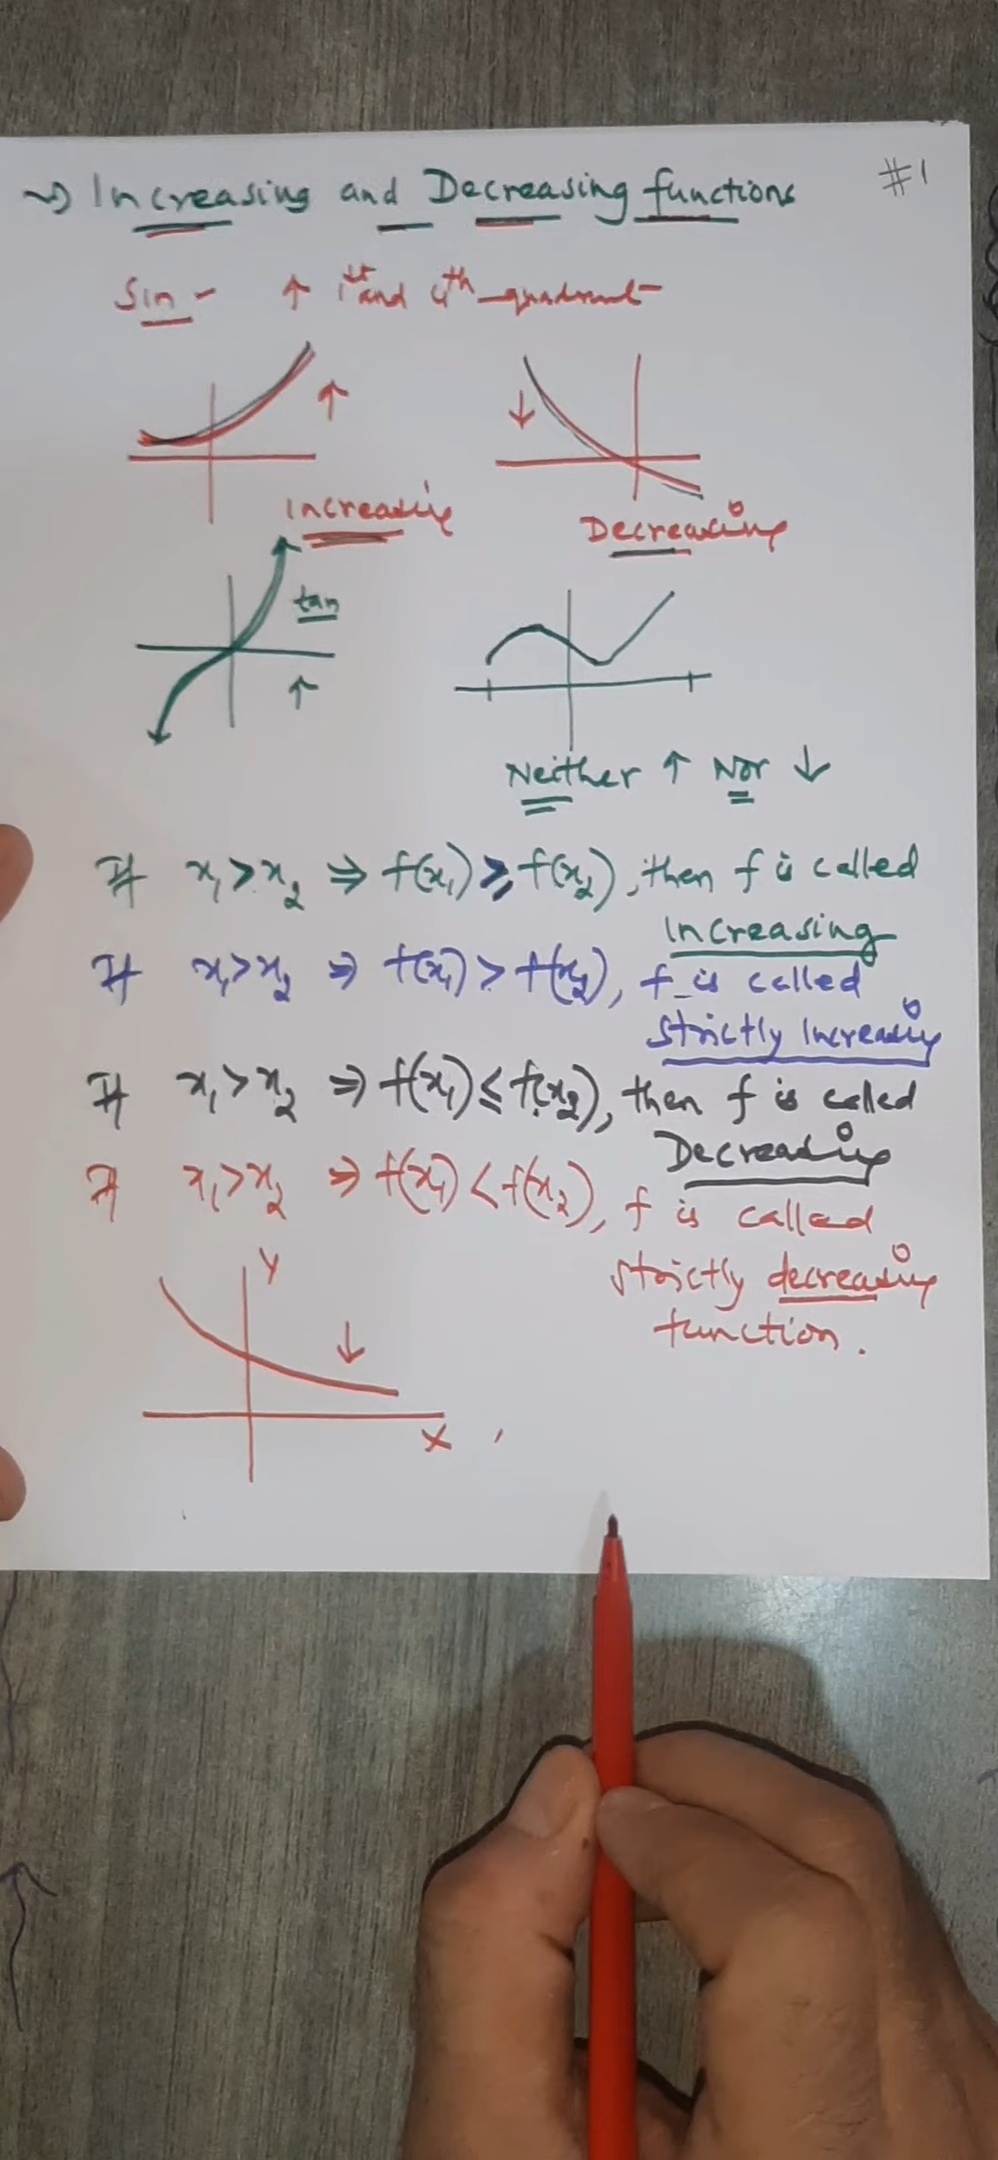 #1
~> Increasing and Decreasing functions
Sin - ↑ 1st and 4th quadrant
↑ ↓
Increasing Decreasing
tan
↑
Neither ↑ Nor ↓
If x₁>x₂ ⇒ f(x₁) ≥ f(x₂), then f is called
Increasing
If x₁>x₂ ⇒ f(x₁) > f(x₂), f is called
strictly Increasing
If x₁>x₂ ⇒ f(x₁) ≤ f(x₂), then f is called
Decreasing
If x₁>x₂ ⇒ f(x₁) < f(x₂), f is called
strictly decreasing
function.
Y
↓
X